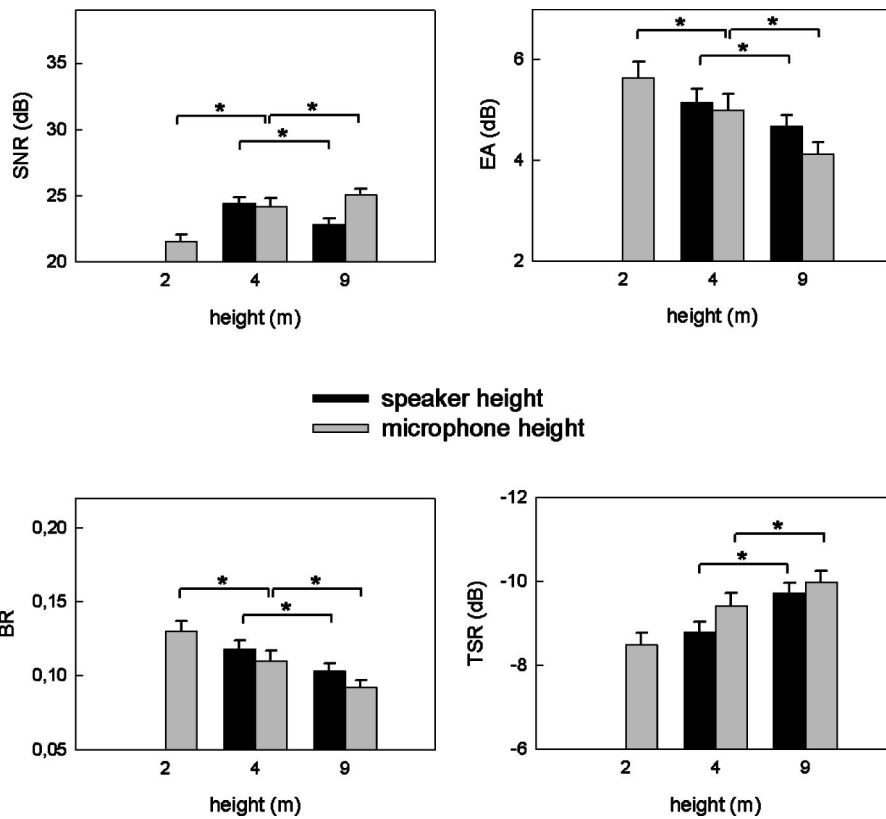 SNR (dB)
35
30
25
20
* * *
2 4 9
height (m)
EA (dB)
6
4
2
* * *
2 4 9
height (m)
speaker height
microphone height
BR
0,20
0,15
0,10
0,05
* * *
2 4 9
height (m)
TSR (dB)
-12
-10
-8
-6
* *
2 4 9
height (m)